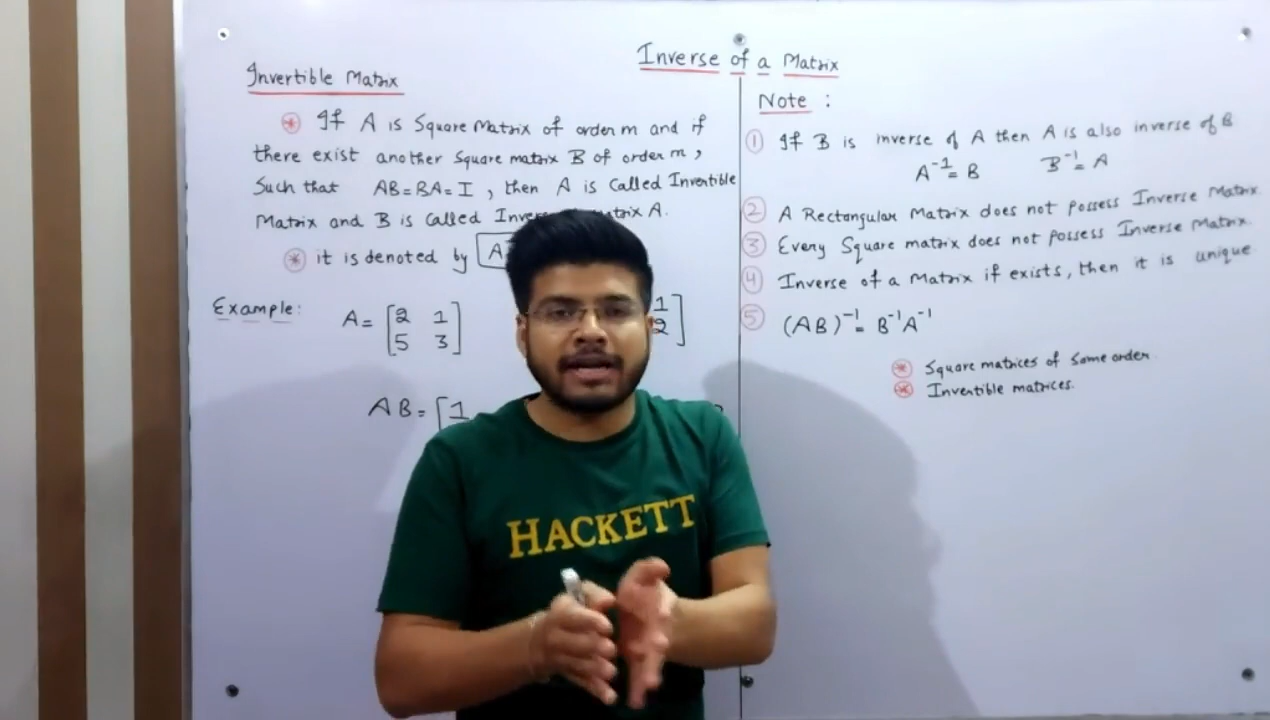 Inverse of a Matrix
Invertible Matrix
* If A is Square Matrix of order m and if
there exist another Square matrix B of order m,
Such that AB=BA=I, then A is Called Invertible
Matrix and B is Called A.
* it is denoted by A
Example: A= [2 1
5 3]
1]
2]
AB= [1
Note :
1 If B is inverse of A then A is also inverse of B
A⁻¹=B B⁻¹=A
2 A Rectangular Matrix does not possess Inverse Matrix.
3 Every Square matrix does not possess Inverse Matrix.
4 Inverse of a Matrix if exists, then it is unique
5 (AB)⁻¹= B⁻¹A⁻¹
* Square matrices of Same order.
* Invertible matrices.
HACKETT